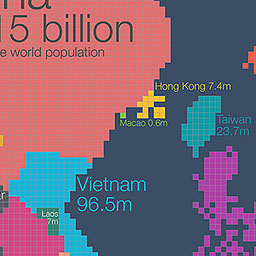 15 billion
world population
Hong Kong 7.4m
Macao 0.6m
Taiwan
23.7m
Vietnam
96.5m
Laos
7m